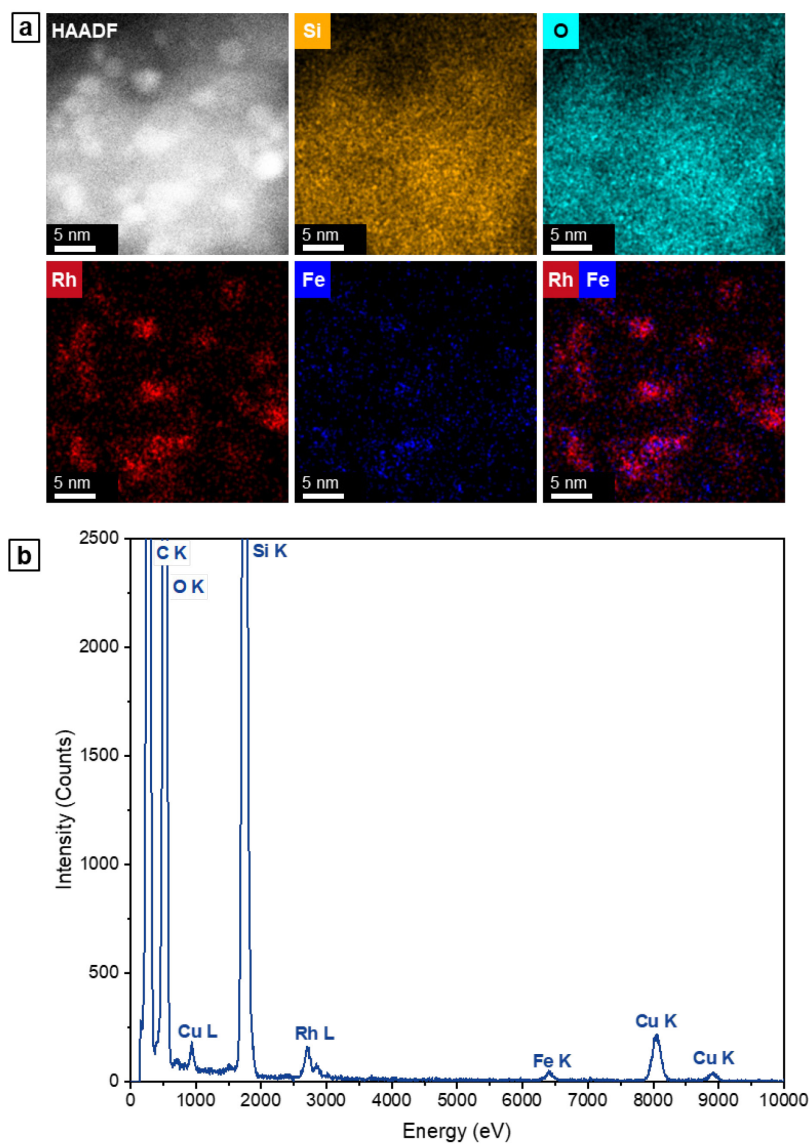 a
HAADF
Si
O
5 nm
5 nm
5 nm
Rh
Fe
Rh Fe
5 nm
5 nm
5 nm
b
2500
2000
1500
1000
500
0
Intensity (Counts)
C K
O K
Si K
Cu L
Rh L
Fe K
Cu K
Cu K
0 1000 2000 3000 4000 5000 6000 7000 8000 9000 10000
Energy (eV)